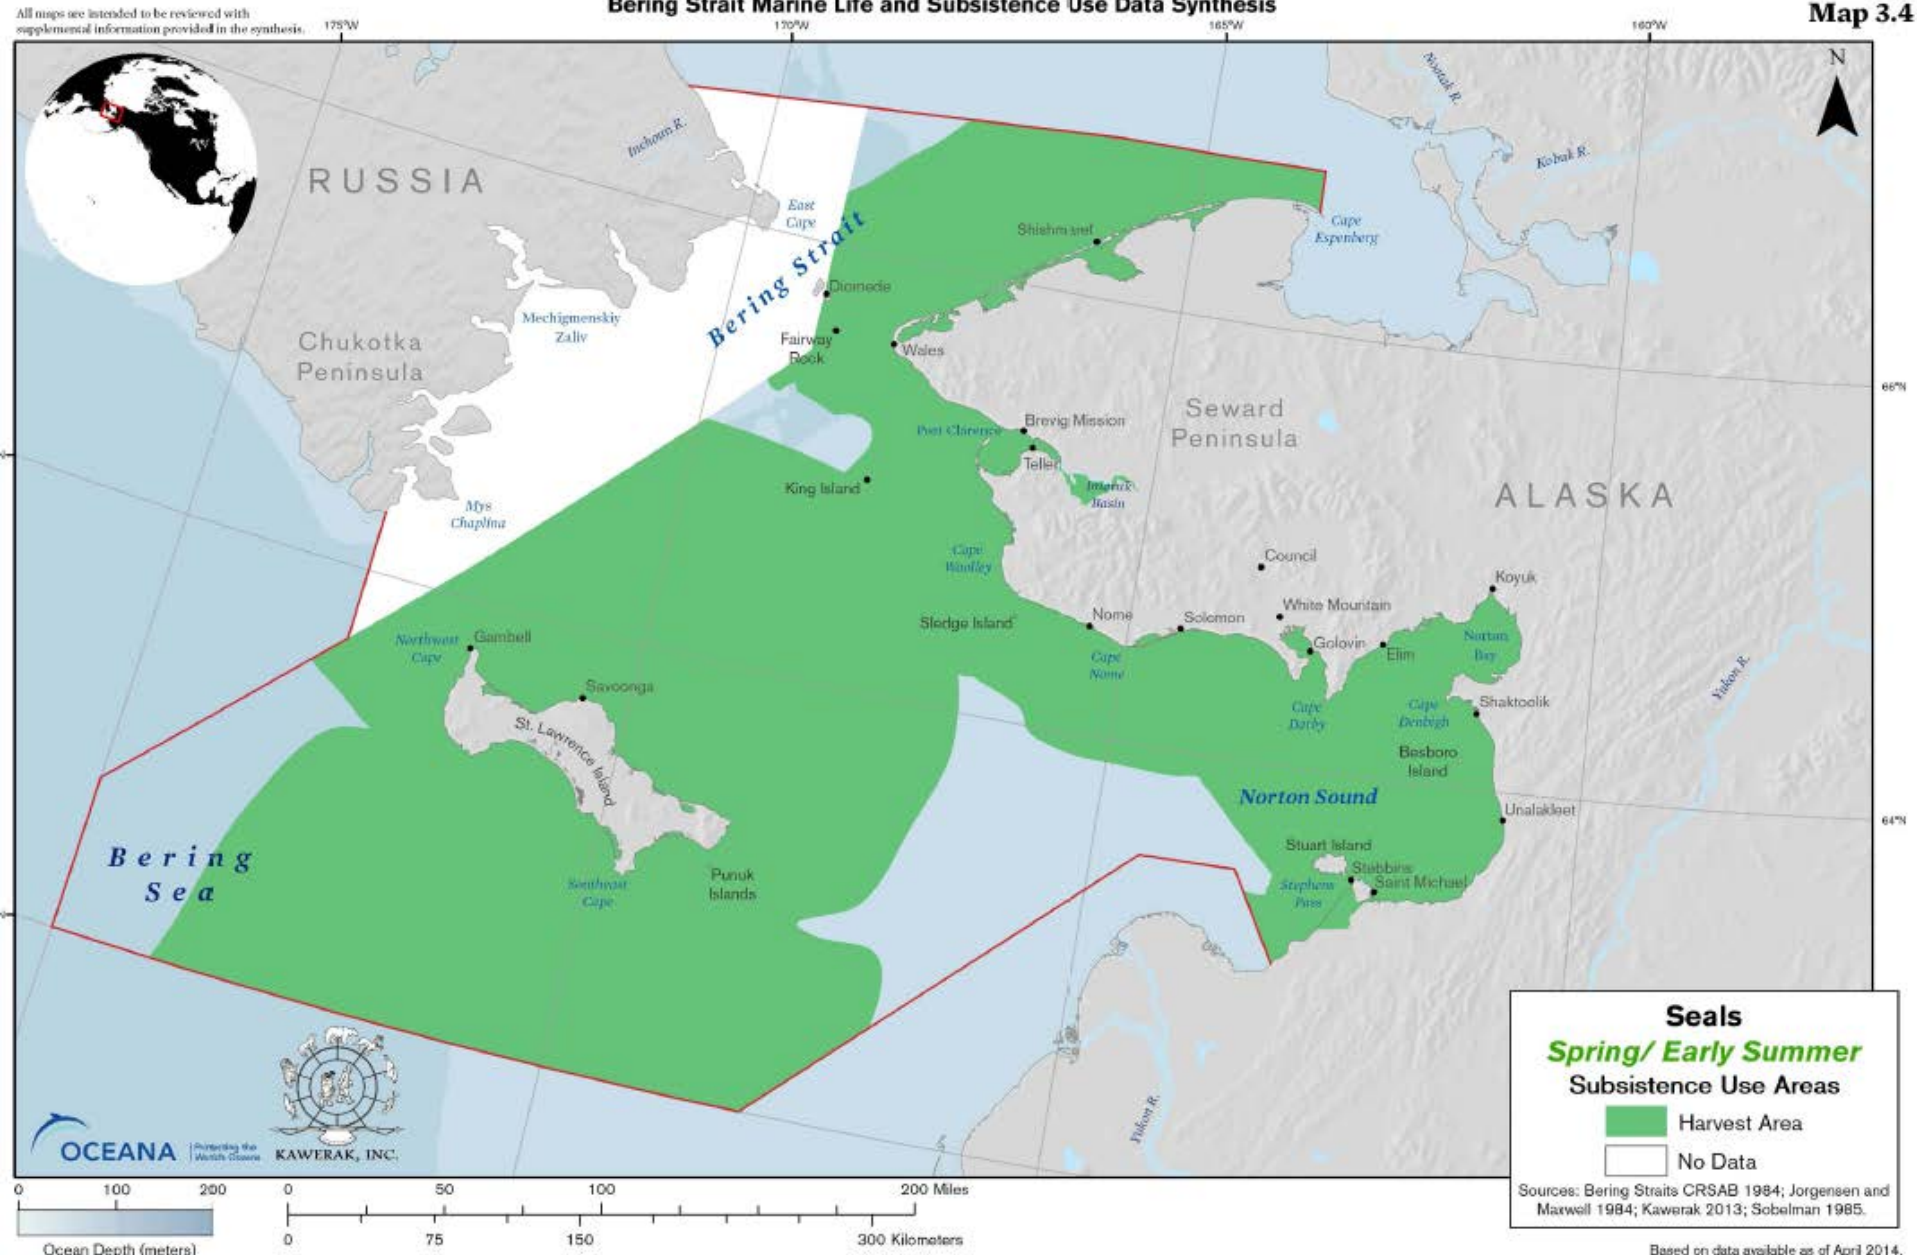 All maps are intended to be reviewed with
supplemental information provided in the synthesis.
Bering Strait Marine Life and Subsistence Use Data Synthesis
Map 3.4
175°W
170°W
165°W
160°W
N
Noatak R.
Kobuk R.
Inchoun R.
RUSSIA
East
Cape
Bering Strait
Shishmaref
Cape
Espenberg
Diomede
Mechigmenskiy
Zaliv
Chukotka
Peninsula
Fairway
Rock
Wales
66°N
Seward
Peninsula
Brevig Mission
Port Clarence
Teller
King Island
Imuruk
Basin
ALASKA
Mys
Chaplina
Cape
Woolley
Council
Koyuk
White Mountain
Nome
Solomon
Sledge Island
Golovin
Elim
Norton
Bay
Northwest
Cape
Gambell
Cape
Nome
Yukon R.
Savoonga
Cape
Darby
Cape
Denbigh
Shaktoolik
St. Lawrence Island
Besboro
Island
Norton Sound
Unalakleet
64°N
Bering
Sea
Stuart Island
Stebbins
Saint Michael
Stephens
Pass
Punuk
Islands
Southeast
Cape
Yukon R.
OCEANA
Protecting the
World's Oceans
KAWERAK, INC.
Seals
Spring/ Early Summer
Subsistence Use Areas
Harvest Area
No Data
Sources: Bering Straits CRSAB 1984; Jorgensen and
Maxwell 1984; Kawerak 2013; Sobelman 1985.
0 100 200
Ocean Depth (meters)
0 50 100 200 Miles
0 75 150 300 Kilometers
Based on data available as of April 2014.